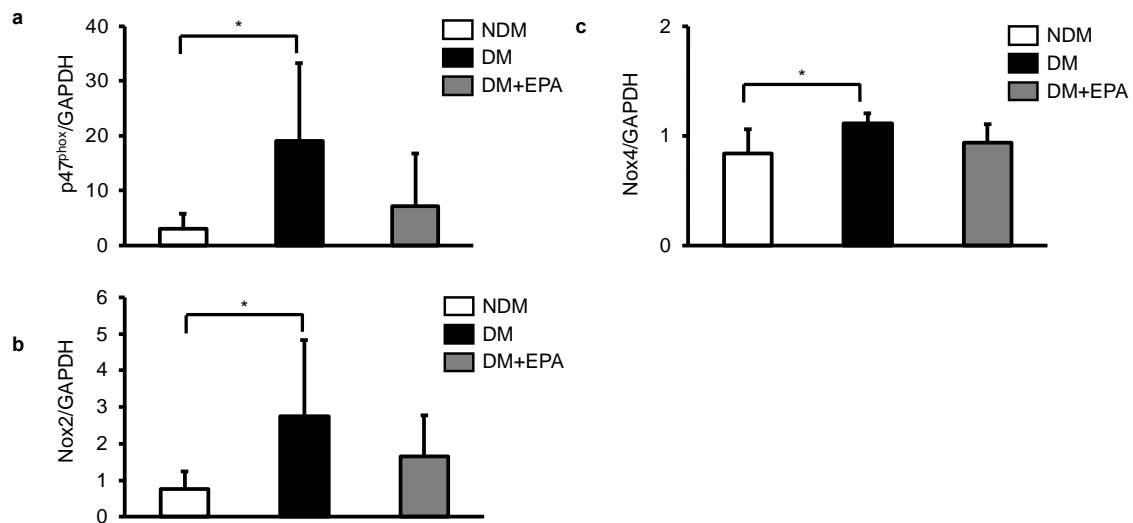 a
p47phox/GAPDH
40
30
20
10
0
*
NDM
DM
DM+EPA
b
Nox2/GAPDH
6
5
4
3
2
1
0
*
NDM
DM
DM+EPA
c
Nox4/GAPDH
2
1
0
*
NDM
DM
DM+EPA